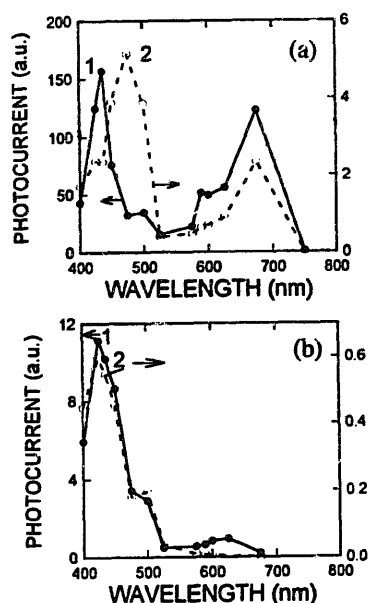 (a)
PHOTOCURRENT (a.u.)
200
150
100
50
0
6
4
2
0
1
2
400 500 600 700 800
WAVELENGTH (nm)
(b)
PHOTOCURRENT (a.u.)
12
8
4
0
0.6
0.4
0.2
0.0
1
2
400 500 600 700 800
WAVELENGTH (nm)